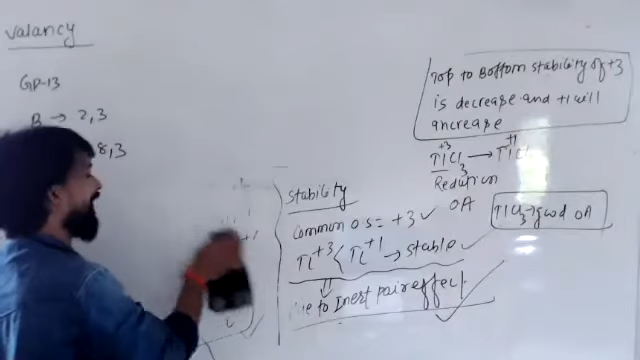 valancy
GP-13
B → 2,3
8,3
Top to Bottom stability of +3
is decrease and +1 will
ancrease
+3 +1
TlCl3 → TlCl
Reduction
OA
TlCl3→good OA
stability
Common O.S = +3 ✓
TL+3 < TL+1 → stable
to Inert pair effect